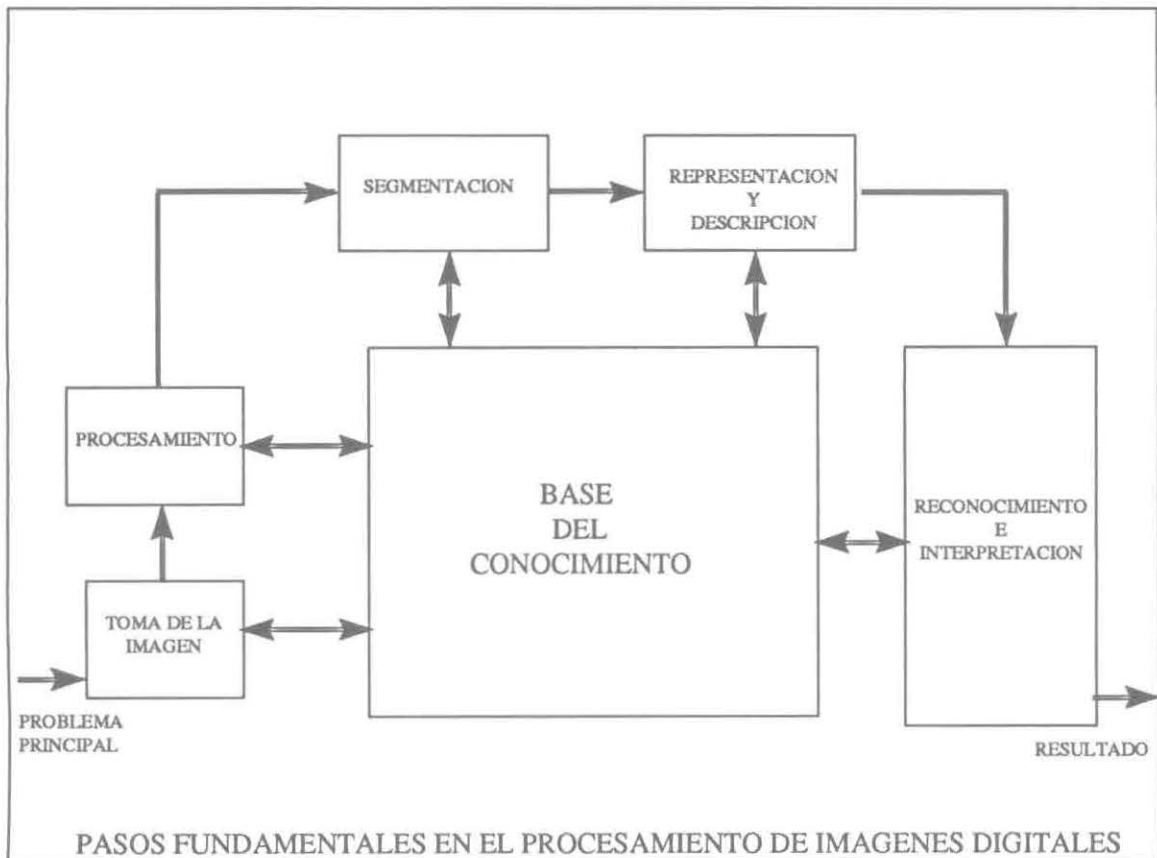 SEGMENTACION
REPRESENTACION
Y
DESCRIPCION
PROCESAMIENTO
BASE
DEL
CONOCIMIENTO
RECONOCIMIENTO
E
INTERPRETACION
TOMA DE LA
IMAGEN
PROBLEMA
PRINCIPAL
RESULTADO
PASOS FUNDAMENTALES EN EL PROCESAMIENTO DE IMAGENES DIGITALES